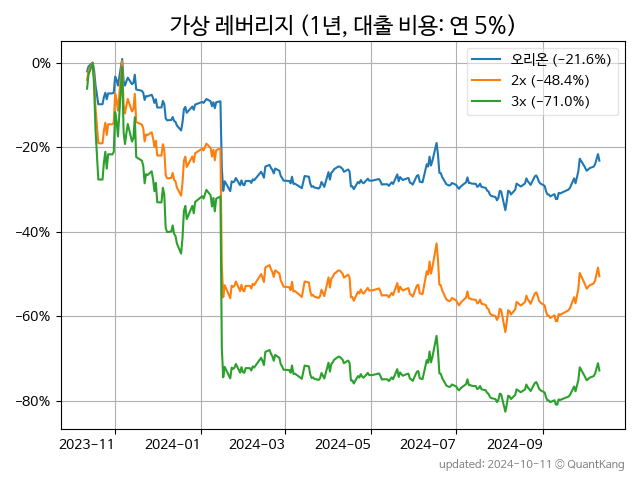 가상 레버리지 (1년, 대출 비용: 연 5%)
오리온 (−21.6%)
2x (−48.4%)
3x (−71.0%)
0%
−20%
−40%
−60%
−80%
2023-11 2024-01 2024-03 2024-05 2024-07 2024-09
updated: 2024-10-11 © QuantKang